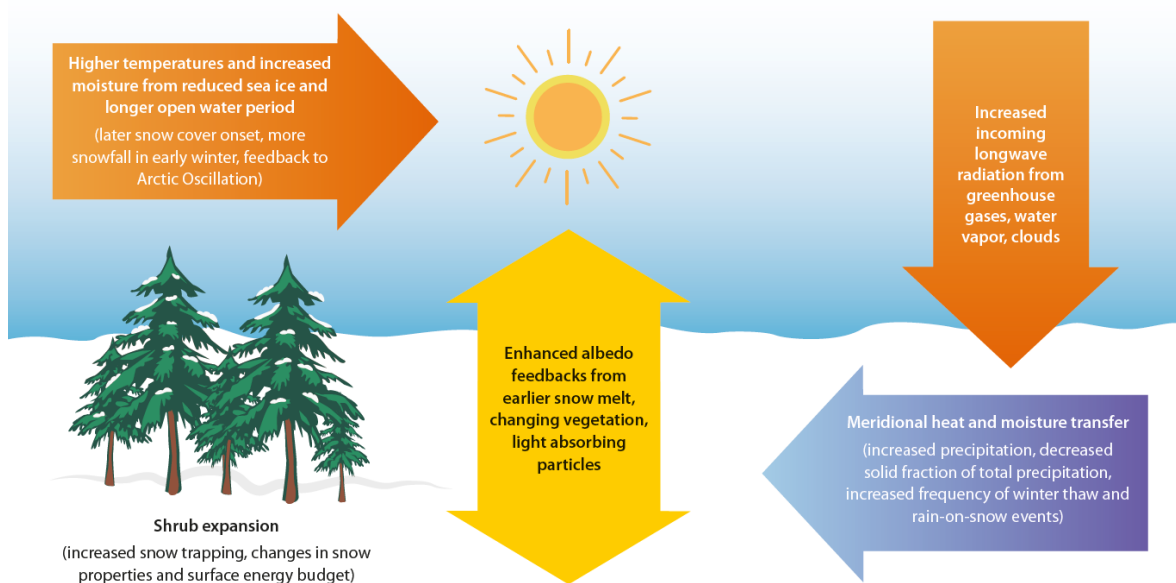 Higher temperatures and increased
moisture from reduced sea ice and
longer open water period
(later snow cover onset, more
snowfall in early winter, feedback to
Arctic Oscillation)
Increased
incoming
longwave
radiation from
greenhouse
gases, water
vapor, clouds
Enhanced albedo
feedbacks from
earlier snow melt,
changing vegetation,
light absorbing
particles
Meridional heat and moisture transfer
(increased precipitation, decreased
solid fraction of total precipitation,
increased frequency of winter thaw and
rain-on-snow events)
Shrub expansion
(increased snow trapping, changes in snow
properties and surface energy budget)